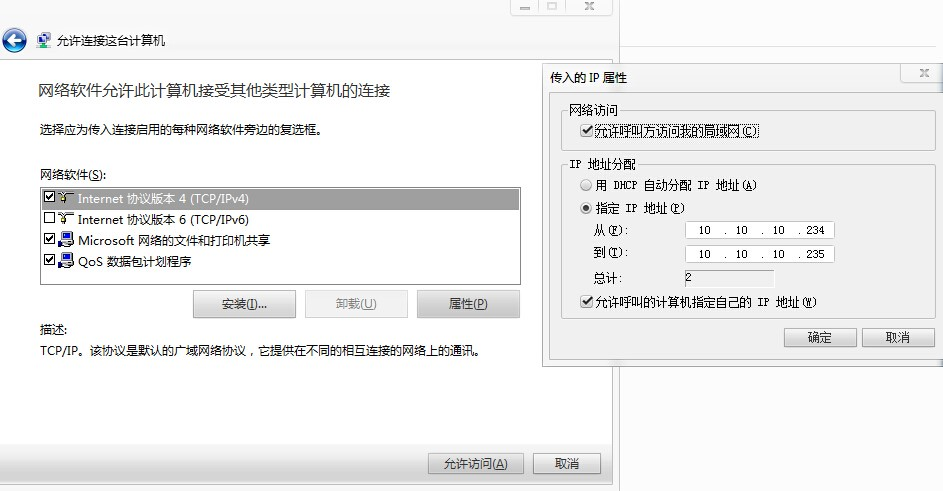 允许连接这台计算机
网络软件允许此计算机接受其他类型计算机的连接
选择应为传入连接启用的每种网络软件旁边的复选框。
网络软件(S):
Internet 协议版本 4 (TCP/IPv4)
Internet 协议版本 6 (TCP/IPv6)
Microsoft 网络的文件和打印机共享
QoS 数据包计划程序
安装(I)... 卸载(U) 属性(P)
描述:
TCP/IP。该协议是默认的广域网络协议，它提供在不同的相互连接的网络上的通讯。
允许访问(A) 取消
传入的 IP 属性
网络访问
允许呼叫方访问我的局域网(C)
IP 地址分配
用 DHCP 自动分配 IP 地址(A)
指定 IP 地址(P)
从(F): 10 . 10 . 10 . 234
到(T): 10 . 10 . 10 . 235
总计: 2
允许呼叫的计算机指定自己的 IP 地址(W)
确定 取消